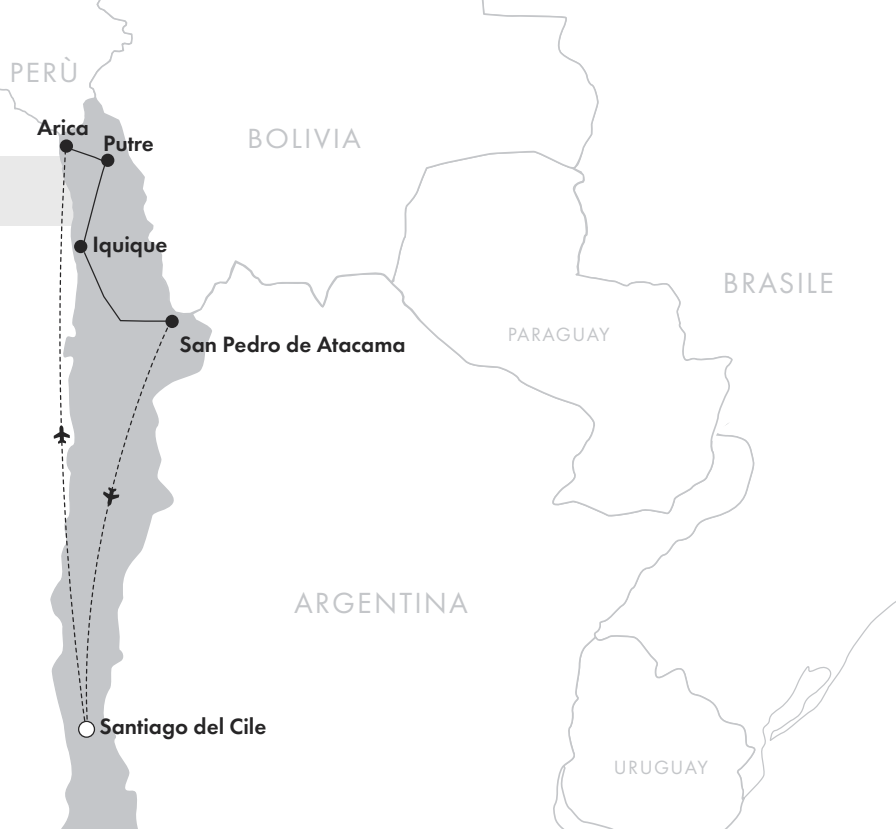 PERÙ
Arica
Putre
BOLIVIA
Iquique
BRASILE
PARAGUAY
San Pedro de Atacama
ARGENTINA
Santiago del Cile
URUGUAY